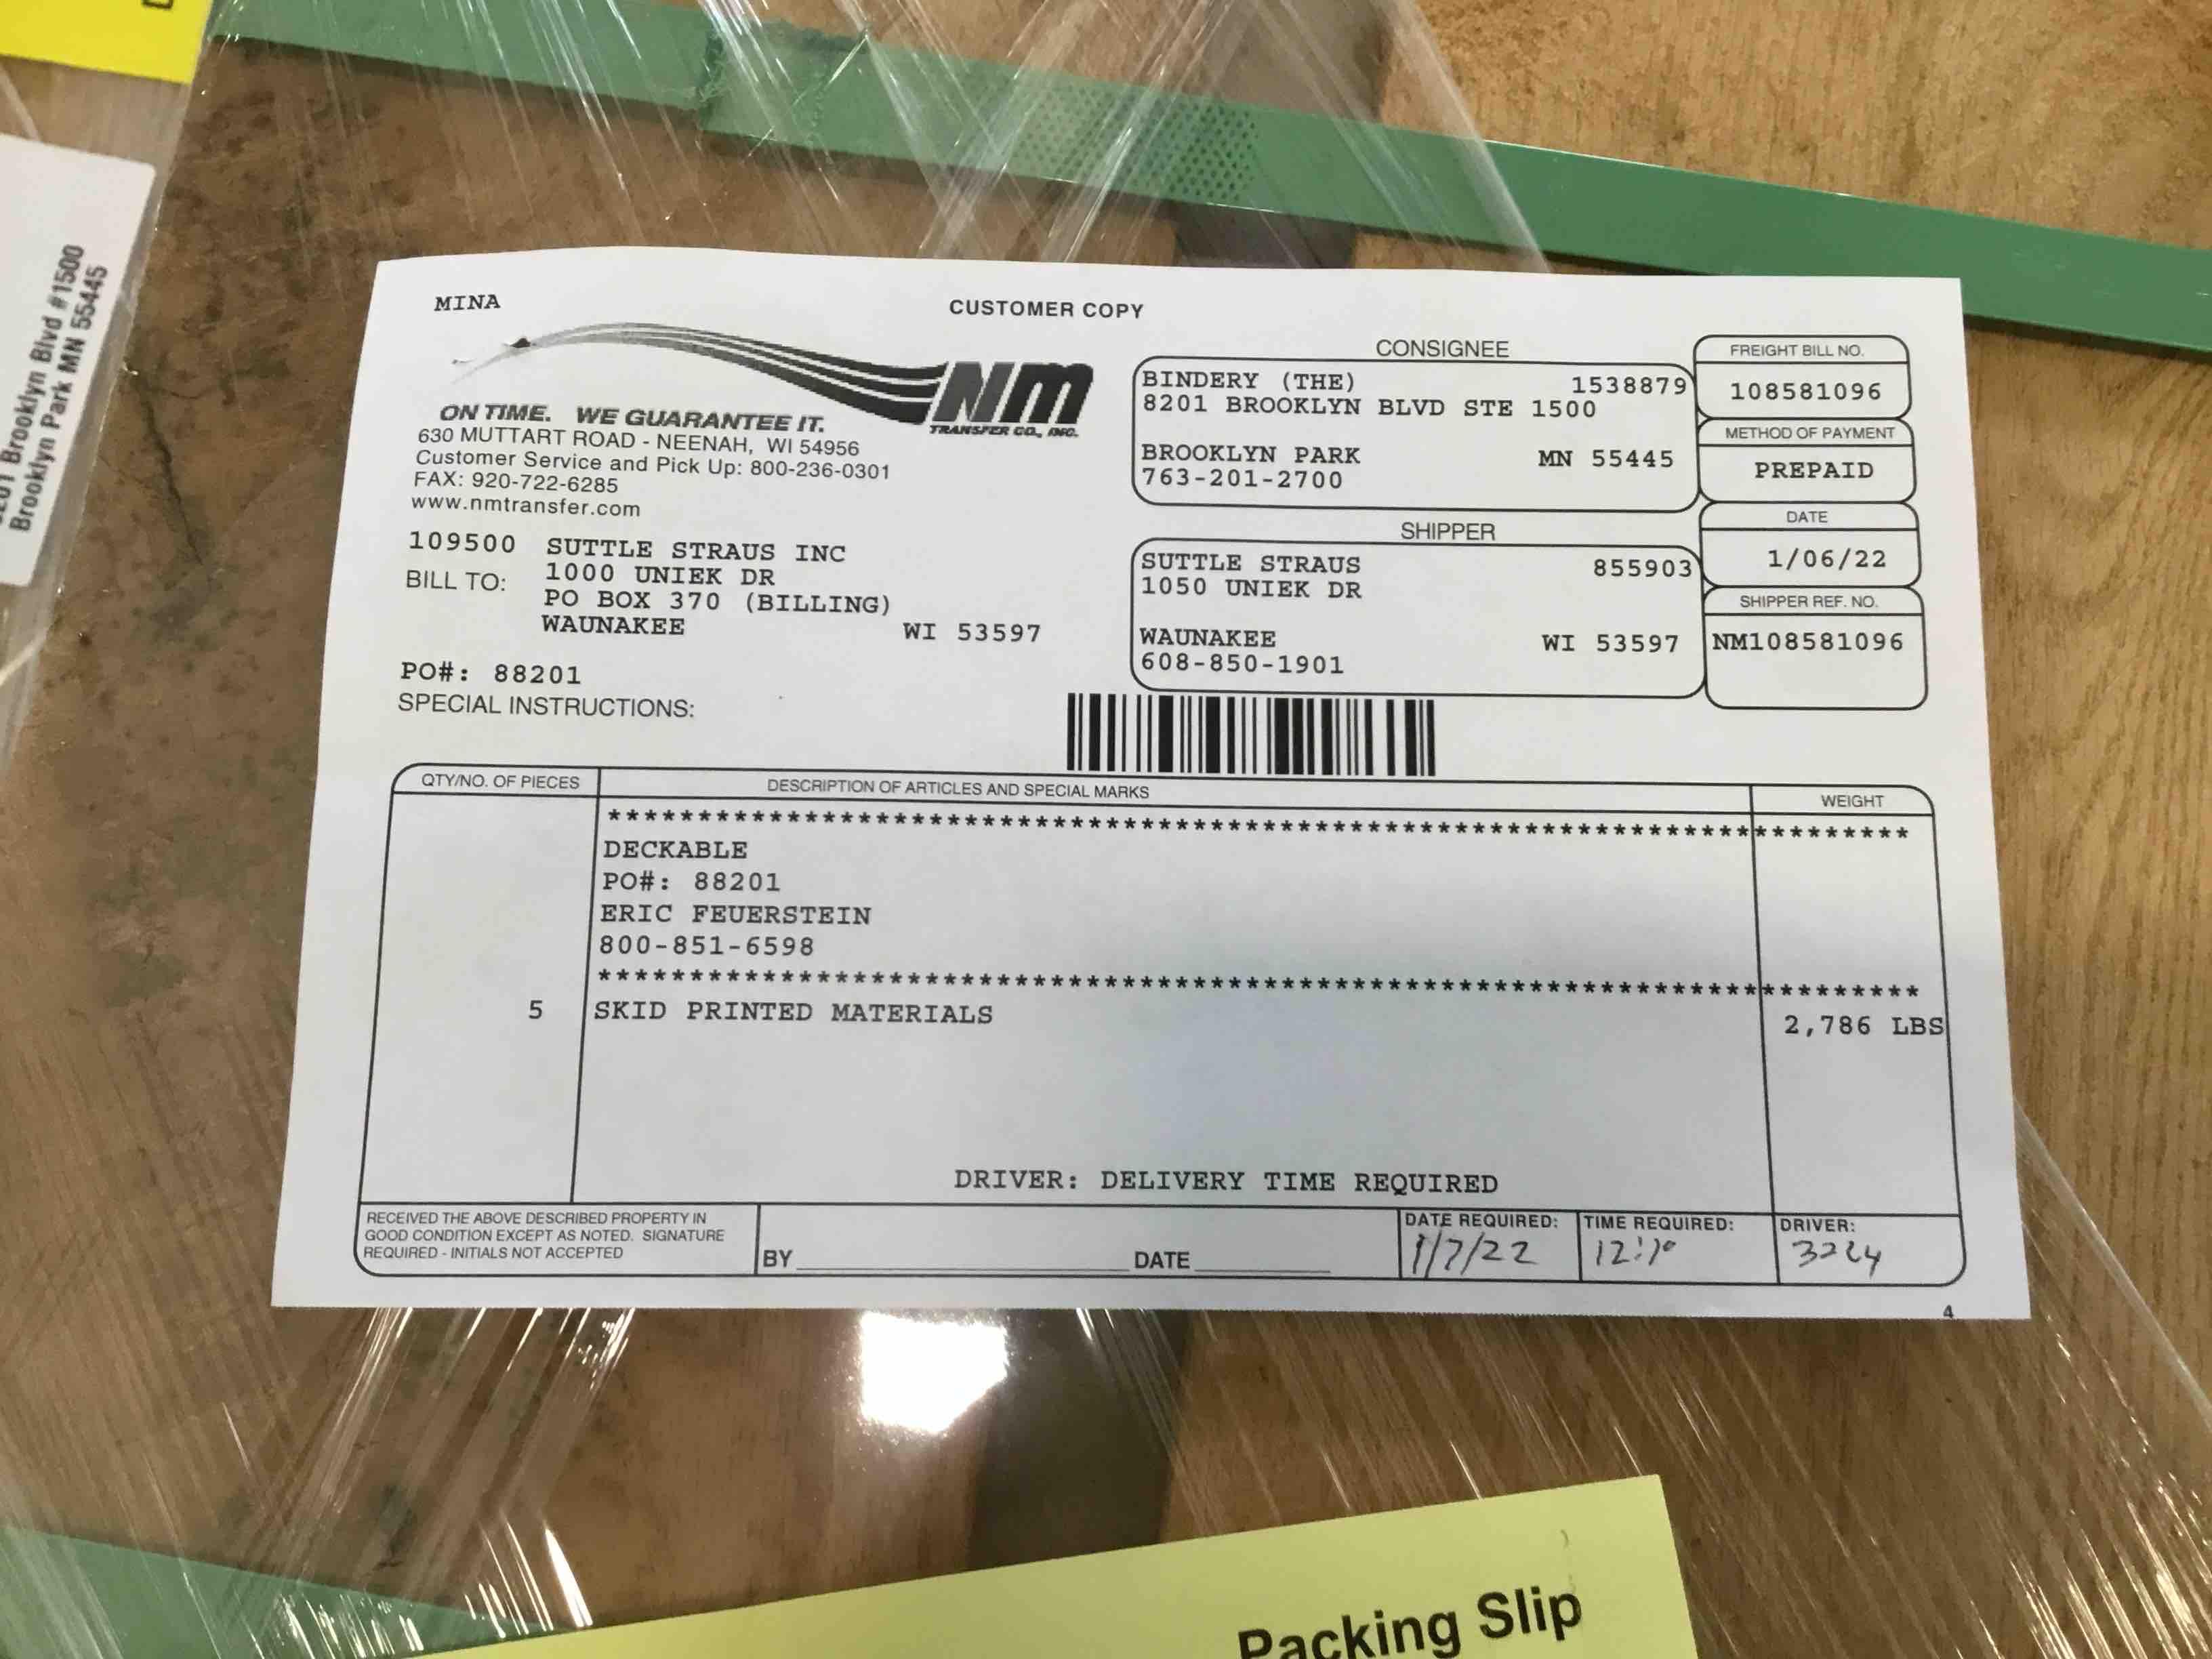 Brooklyn Blvd #1500
Brooklyn Park MN 55445
MINA
CUSTOMER COPY
NM
TRANSFER CO., INC.
ON TIME. WE GUARANTEE IT.
630 MUTTART ROAD - NEENAH, WI 54956
Customer Service and Pick Up: 800-236-0301
FAX: 920-722-6285
www.nmtransfer.com
109500 SUTTLE STRAUS INC
BILL TO: 1000 UNIEK DR
PO BOX 370 (BILLING)
WAUNAKEE WI 53597
PO#: 88201
SPECIAL INSTRUCTIONS:
CONSIGNEE
BINDERY (THE) 1538879
8201 BROOKLYN BLVD STE 1500
BROOKLYN PARK MN 55445
763-201-2700
SHIPPER
SUTTLE STRAUS 855903
1050 UNIEK DR
WAUNAKEE WI 53597
608-850-1901
FREIGHT BILL NO.
108581096
METHOD OF PAYMENT
PREPAID
DATE
1/06/22
SHIPPER REF. NO.
NM108581096
QTY/NO. OF PIECES DESCRIPTION OF ARTICLES AND SPECIAL MARKS WEIGHT
*************************************************************************
DECKABLE
PO#: 88201
ERIC FEUERSTEIN
800-851-6598
*************************************************************************
5 SKID PRINTED MATERIALS 2,786 LBS
DRIVER: DELIVERY TIME REQUIRED
RECEIVED THE ABOVE DESCRIBED PROPERTY IN
GOOD CONDITION EXCEPT AS NOTED. SIGNATURE
REQUIRED - INITIALS NOT ACCEPTED
BY DATE
DATE REQUIRED: TIME REQUIRED: DRIVER:
1/7/22 3224
4
Packing Slip